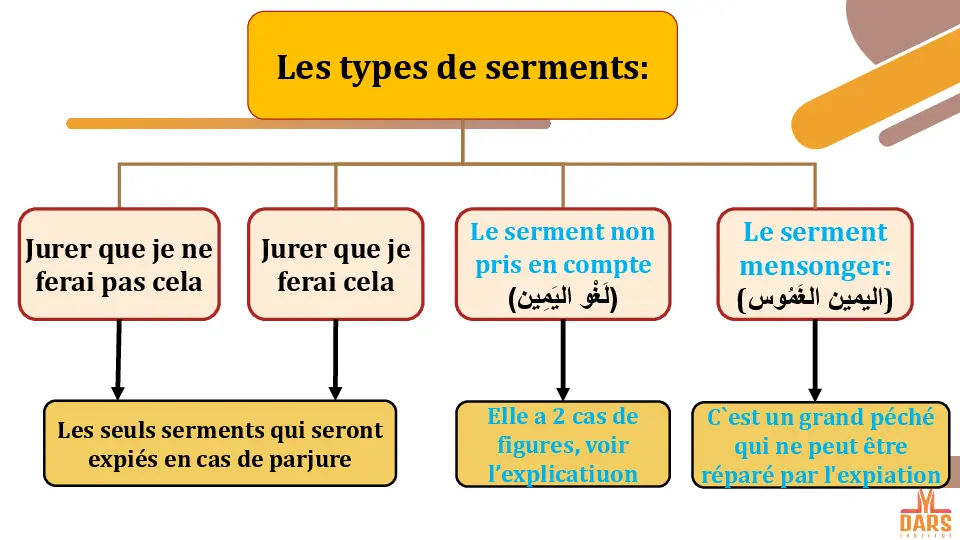 Les types de serments:
Jurer que je ne
ferai pas cela
Jurer que je
ferai cela
Le serment non
pris en compte
(لَغْو اليَمِين)
Le serment
mensonger:
(اليمين الغَمُوس)
Les seuls serments qui seront
expiés en cas de parjure
Elle a 2 cas de
figures, voir
l’explicatiuon
C`est un grand péché
qui ne peut être
réparé par l'expiation
DARS
INSTITUT